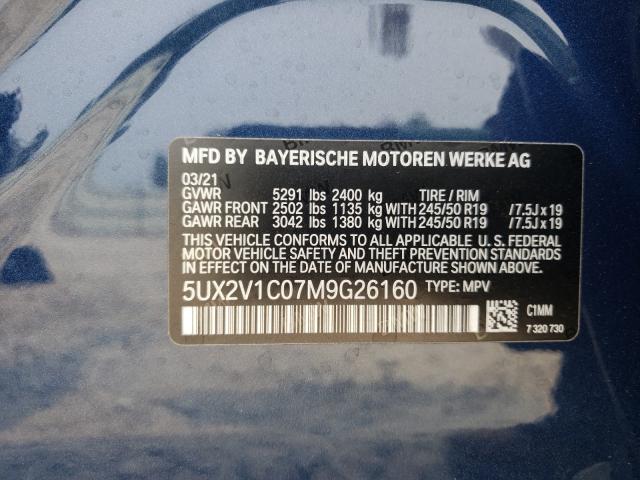 MFD BY BAYERISCHE MOTOREN WERKE AG
03/21
GVWR 5291 lbs 2400 kg TIRE / RIM
GAWR FRONT 2502 lbs 1135 kg WITH 245/50 R19 /7.5J x 19
GAWR REAR 3042 lbs 1380 kg WITH 245/50 R19 /7.5J x 19
THIS VEHICLE CONFORMS TO ALL APPLICABLE U. S. FEDERAL
MOTOR VEHICLE SAFETY AND THEFT PREVENTION
STANDARDS IN EFFECT ON THE DATE OF MANUFACTURE
SHOWN ABOVE.
5UX2V1C07M9G26160 TYPE: MPV
C1MM
7 320 730